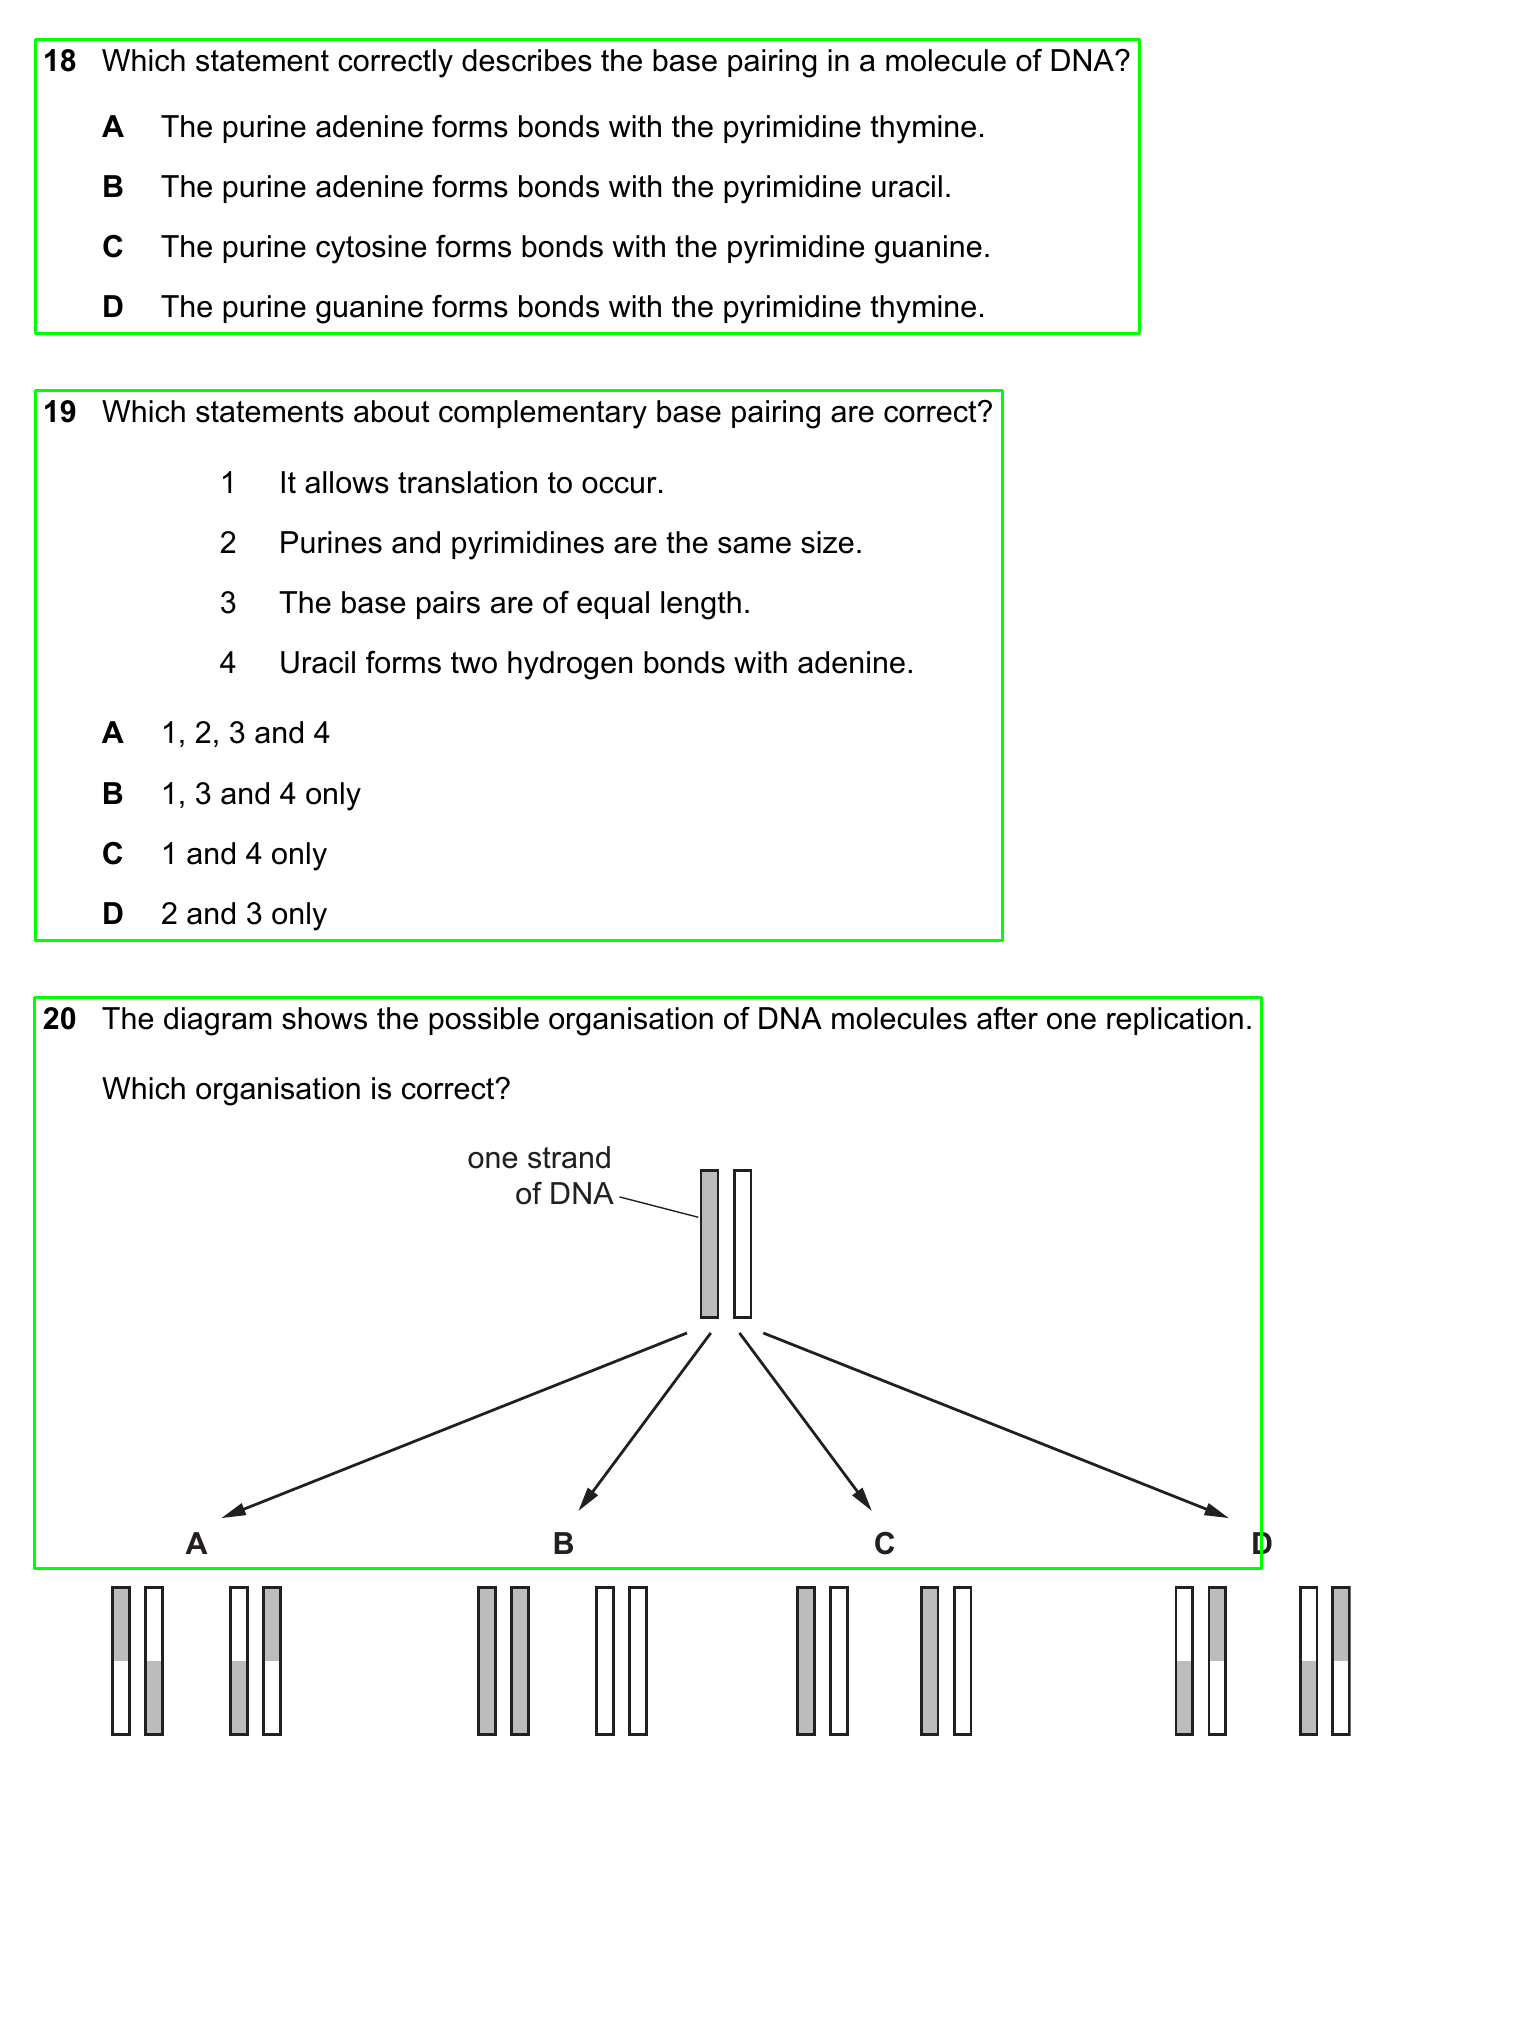 18 Which statement correctly describes the base pairing in a molecule of DNA?
A The purine adenine forms bonds with the pyrimidine thymine.
B The purine adenine forms bonds with the pyrimidine uracil.
C The purine cytosine forms bonds with the pyrimidine guanine.
D The purine guanine forms bonds with the pyrimidine thymine.
19 Which statements about complementary base pairing are correct?
1 It allows translation to occur.
2 Purines and pyrimidines are the same size.
3 The base pairs are of equal length.
4 Uracil forms two hydrogen bonds with adenine.
A 1, 2, 3 and 4
B 1, 3 and 4 only
C 1 and 4 only
D 2 and 3 only
20 The diagram shows the possible organisation of DNA molecules after one replication.
Which organisation is correct?
one strand
of DNA
A B C D